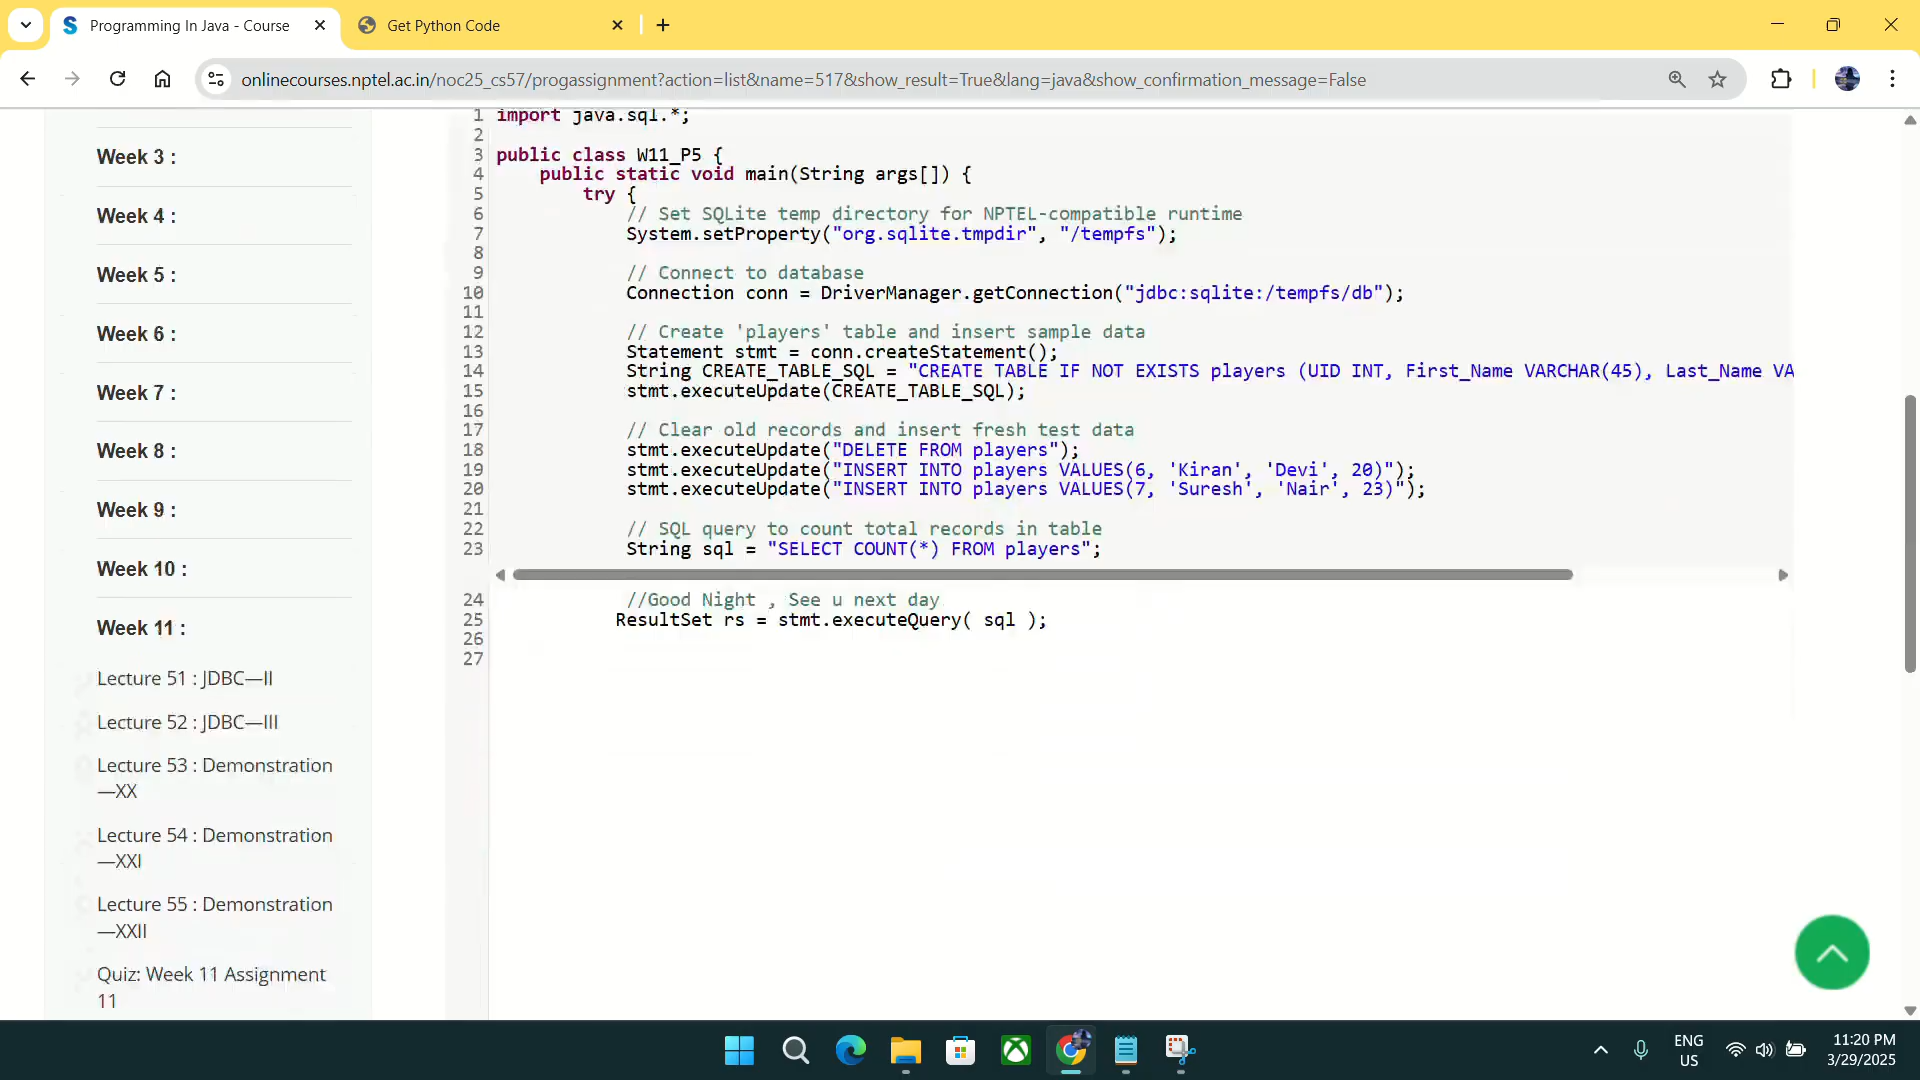 Programming In Java - Course
Get Python Code
onlinecourses.nptel.ac.in/noc25_cs57/progassignment?action=list&name=517&show_result=True&lang=java&show_confirmation_message=False
Week 3 :
Week 4 :
Week 5 :
Week 6 :
Week 7 :
Week 8 :
Week 9 :
Week 10 :
Week 11 :
Lecture 51 : JDBC—II
Lecture 52 : JDBC—III
Lecture 53 : Demonstration
—XX
Lecture 54 : Demonstration
—XXI
Lecture 55 : Demonstration
—XXII
Quiz: Week 11 Assignment
11
1 import java.sql.*;
2
3 public class W11_P5 {
4 public static void main(String args[]) {
5 try {
6 // Set SQLite temp directory for NPTEL-compatible runtime
7 System.setProperty("org.sqlite.tmpdir", "/tempfs");
8
9 // Connect to database
10 Connection conn = DriverManager.getConnection("jdbc:sqlite:/tempfs/db");
11
12 // Create 'players' table and insert sample data
13 Statement stmt = conn.createStatement();
14 String CREATE_TABLE_SQL = "CREATE TABLE IF NOT EXISTS players (UID INT, First_Name VARCHAR(45), Last_Name VA
15 stmt.executeUpdate(CREATE_TABLE_SQL);
16
17 // Clear old records and insert fresh test data
18 stmt.executeUpdate("DELETE FROM players");
19 stmt.executeUpdate("INSERT INTO players VALUES(6, 'Kiran', 'Devi', 20)");
20 stmt.executeUpdate("INSERT INTO players VALUES(7, 'Suresh', 'Nair', 23)");
21
22 // SQL query to count total records in table
23 String sql = "SELECT COUNT(*) FROM players";
24 //Good Night , See u next day
25 ResultSet rs = stmt.executeQuery( sql );
26
27
ENG
US
11:20 PM
3/29/2025